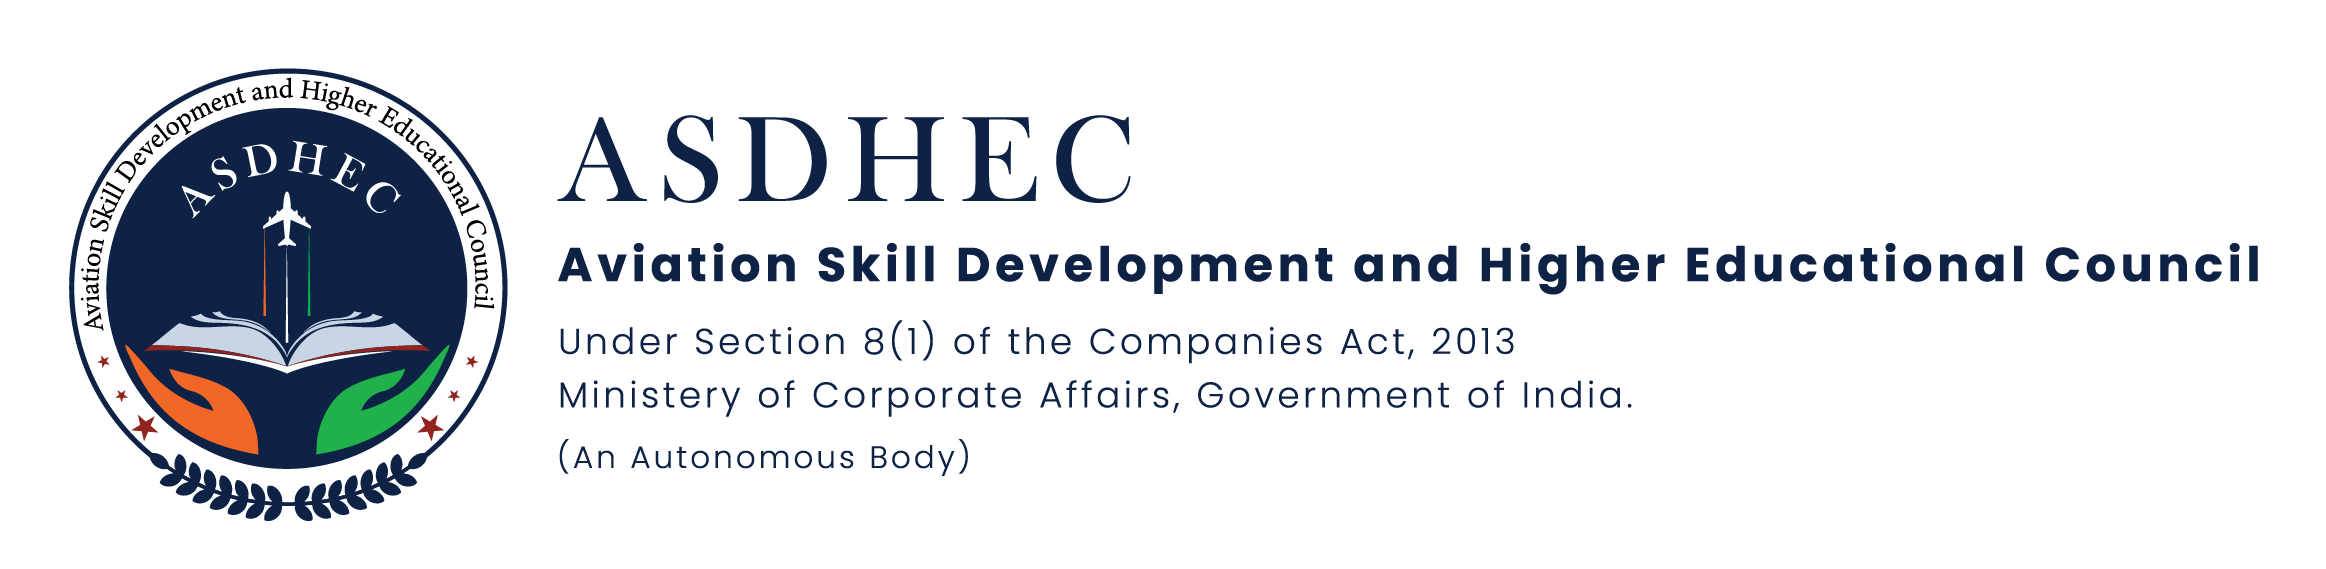 Aviation Skill Development and Higher Educational Council
ASDHEC
ASDHEC
Aviation Skill Development and Higher Educational Council
Under Section 8(1) of the Companies Act, 2013
Ministery of Corporate Affairs, Government of India.
(An Autonomous Body)